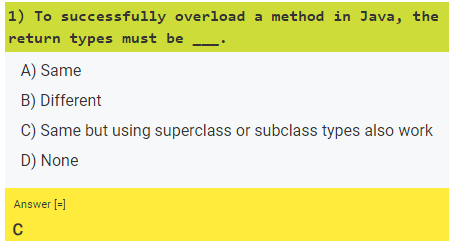 1) To successfully overload a method in Java, the
return types must be ___.
A) Same
B) Different
C) Same but using superclass or subclass types also work
D) None
Answer [=]
C